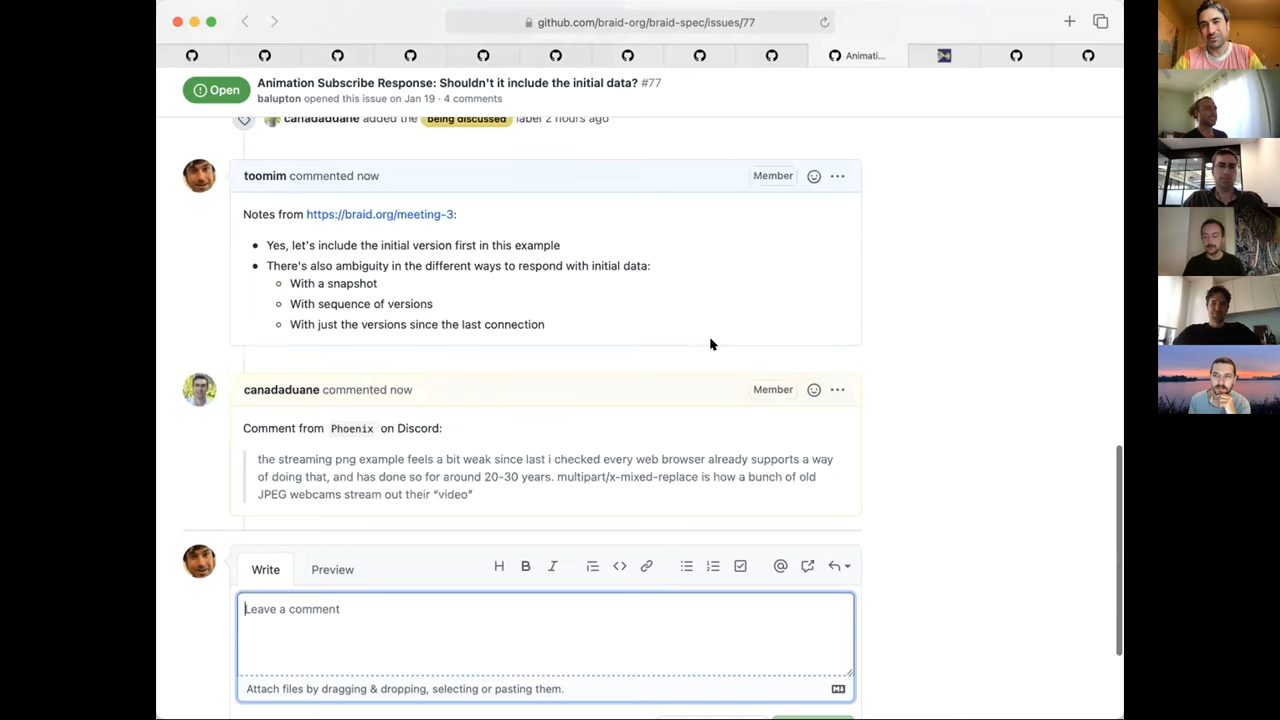 github.com/braid-org/braid-spec/issues/77
Animati...
Open
Animation Subscribe Response: Shouldn't it include the initial data? #77
balupton opened this issue on Jan 19 · 4 comments
canadaduane added the being discussed label 2 hours ago
toomim commented now
Member
Notes from https://braid.org/meeting-3:
Yes, let's include the initial version first in this example
There's also ambiguity in the different ways to respond with initial data:
With a snapshot
With sequence of versions
With just the versions since the last connection
canadaduane commented now
Member
Comment from Phoenix on Discord:
the streaming png example feels a bit weak since last i checked every web browser already supports a way
of doing that, and has done so for around 20-30 years. multipart/x-mixed-replace is how a bunch of old
JPEG webcams stream out their “video”
Write
Preview
Leave a comment
Attach files by dragging & dropping, selecting or pasting them.